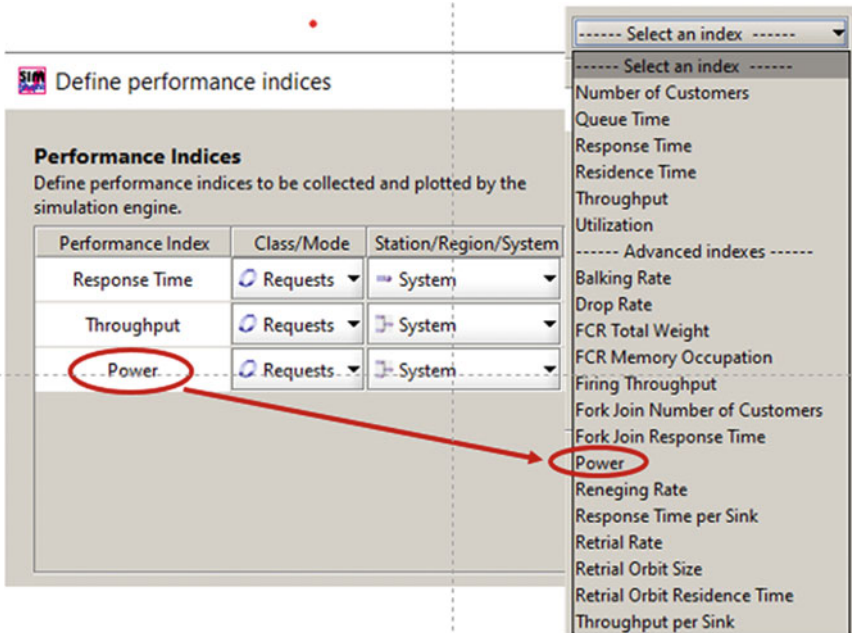 Define performance indices
Performance Indices
Define performance indices to be collected and plotted by the
simulation engine.
Performance Index Class/Mode Station/Region/System
Response Time Requests System
Throughput Requests System
Power Requests System
------ Select an index ------
------ Select an index ------
Number of Customers
Queue Time
Response Time
Residence Time
Throughput
Utilization
------ Advanced indexes ------
Balking Rate
Drop Rate
FCR Total Weight
FCR Memory Occupation
Firing Throughput
Fork Join Number of Customers
Fork Join Response Time
Power
Reneging Rate
Response Time per Sink
Retrial Rate
Retrial Orbit Size
Retrial Orbit Residence Time
Throughput per Sink